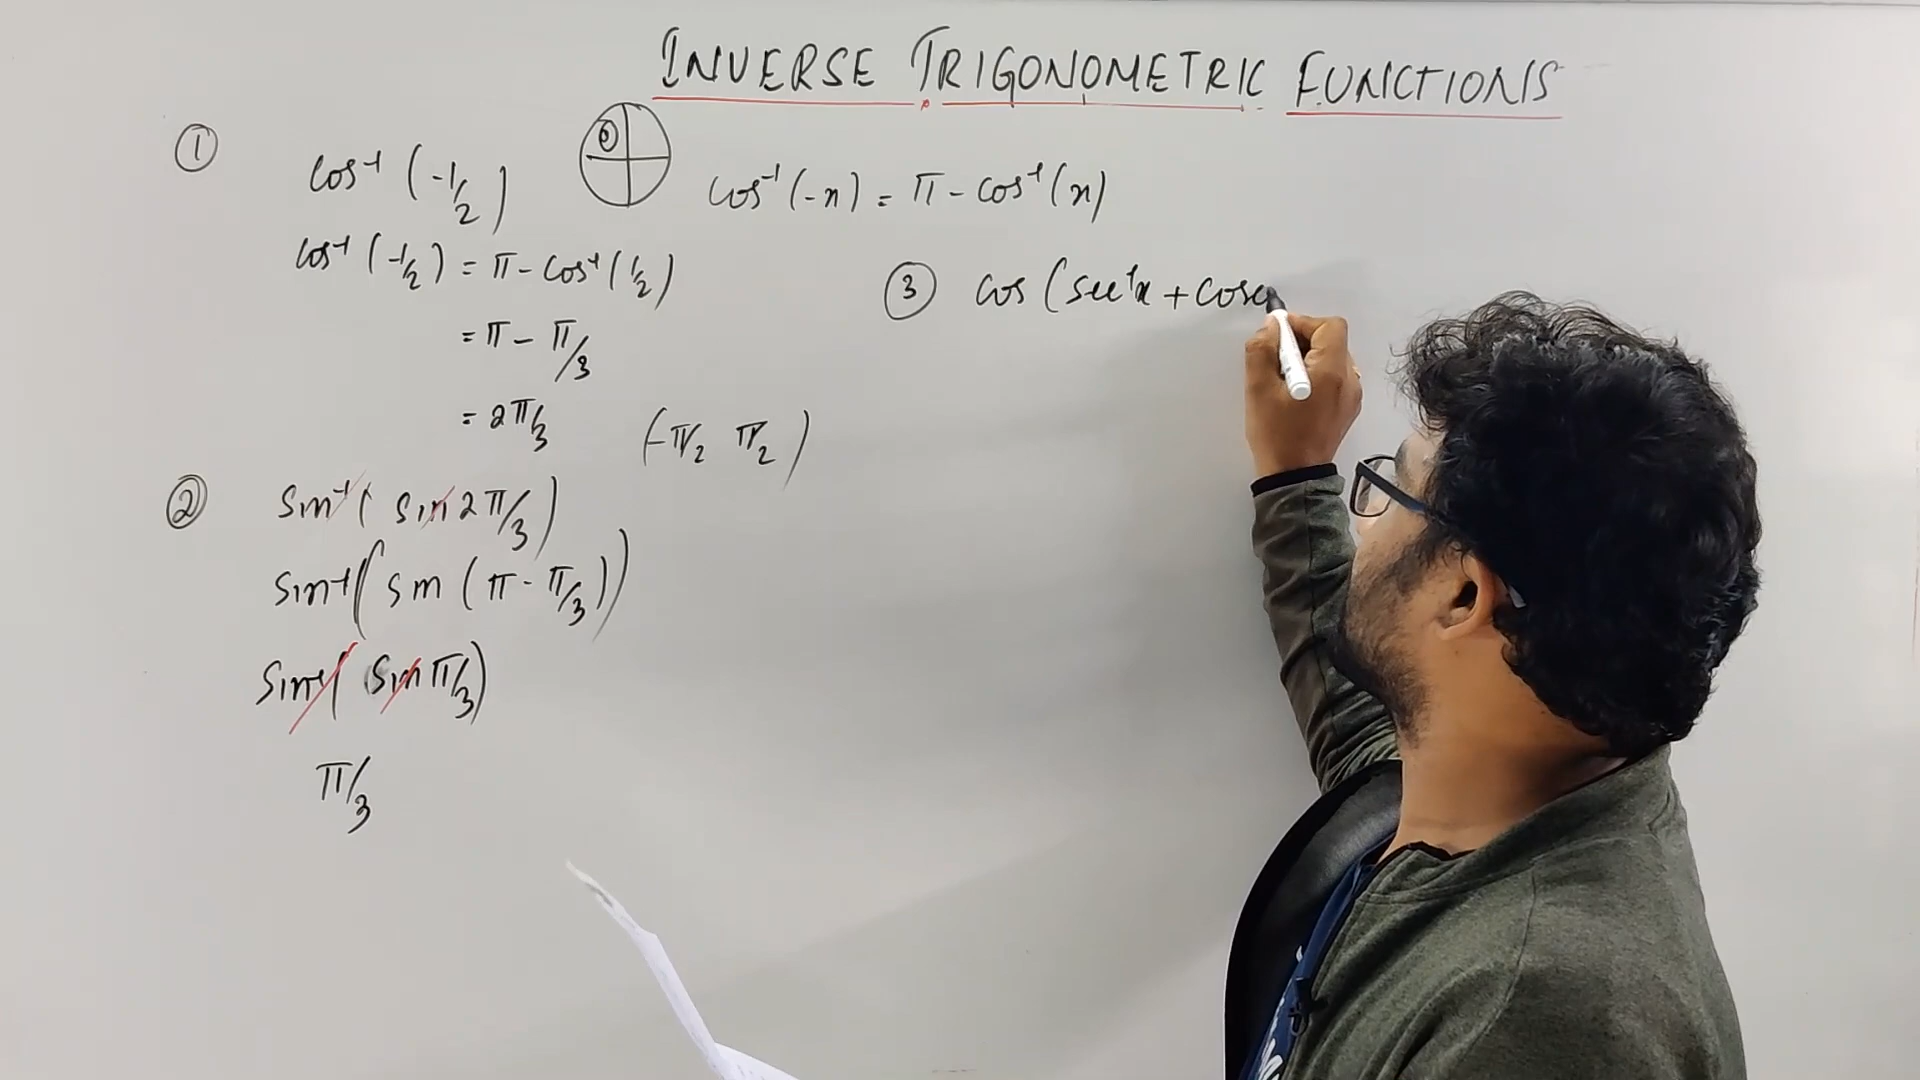 INVERSE TRIGONOMETRIC FUNCTIONS
① cos⁻¹ (-1/2)
cos⁻¹(-x) = π - cos⁻¹(x)
cos⁻¹ (-1/2) = π - cos⁻¹ (1/2)
= π - π/3
= 2π/3
(-π/2 π/2)
② sin⁻¹( sin 2π/3)
sin⁻¹( sin (π - π/3))
sin⁻¹( sin π/3)
π/3
③ cos (sec⁻¹x + cosec